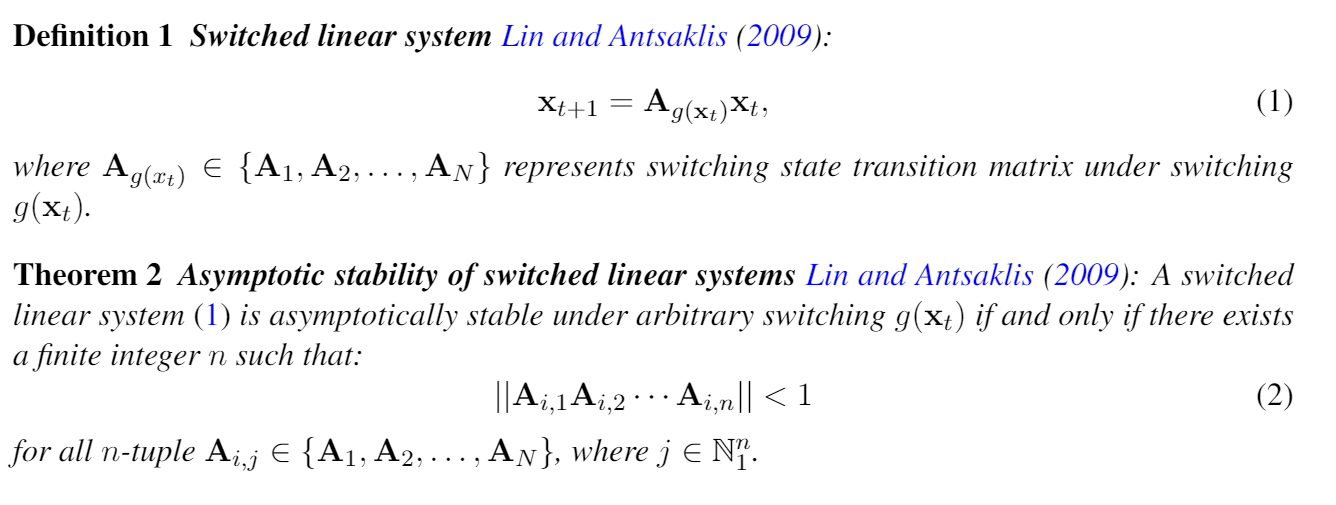 Definition 1 Switched linear system Lin and Antsaklis (2009):
x_{t+1} = A_{g(x_t)}x_t, (1)
where A_{g(x_t)} ∈ {A_1, A_2, . . . , A_N} represents switching state transition matrix under switching
g(x_t).
Theorem 2 Asymptotic stability of switched linear systems Lin and Antsaklis (2009): A switched
linear system (1) is asymptotically stable under arbitrary switching g(x_t) if and only if there exists
a finite integer n such that:
||A_{i,1}A_{i,2} · · · A_{i,n}|| < 1 (2)
for all n-tuple A_{i,j} ∈ {A_1, A_2, . . . , A_N}, where j ∈ ℕ_1^n.